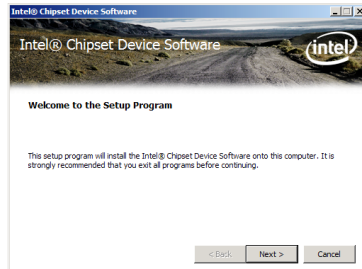 Intel® Chipset Device Software
Intel® Chipset Device Software
intel
Welcome to the Setup Program
This setup program will install the Intel® Chipset Device Software onto this computer. It is
strongly recommended that you exit all programs before continuing.
< Back Next > Cancel